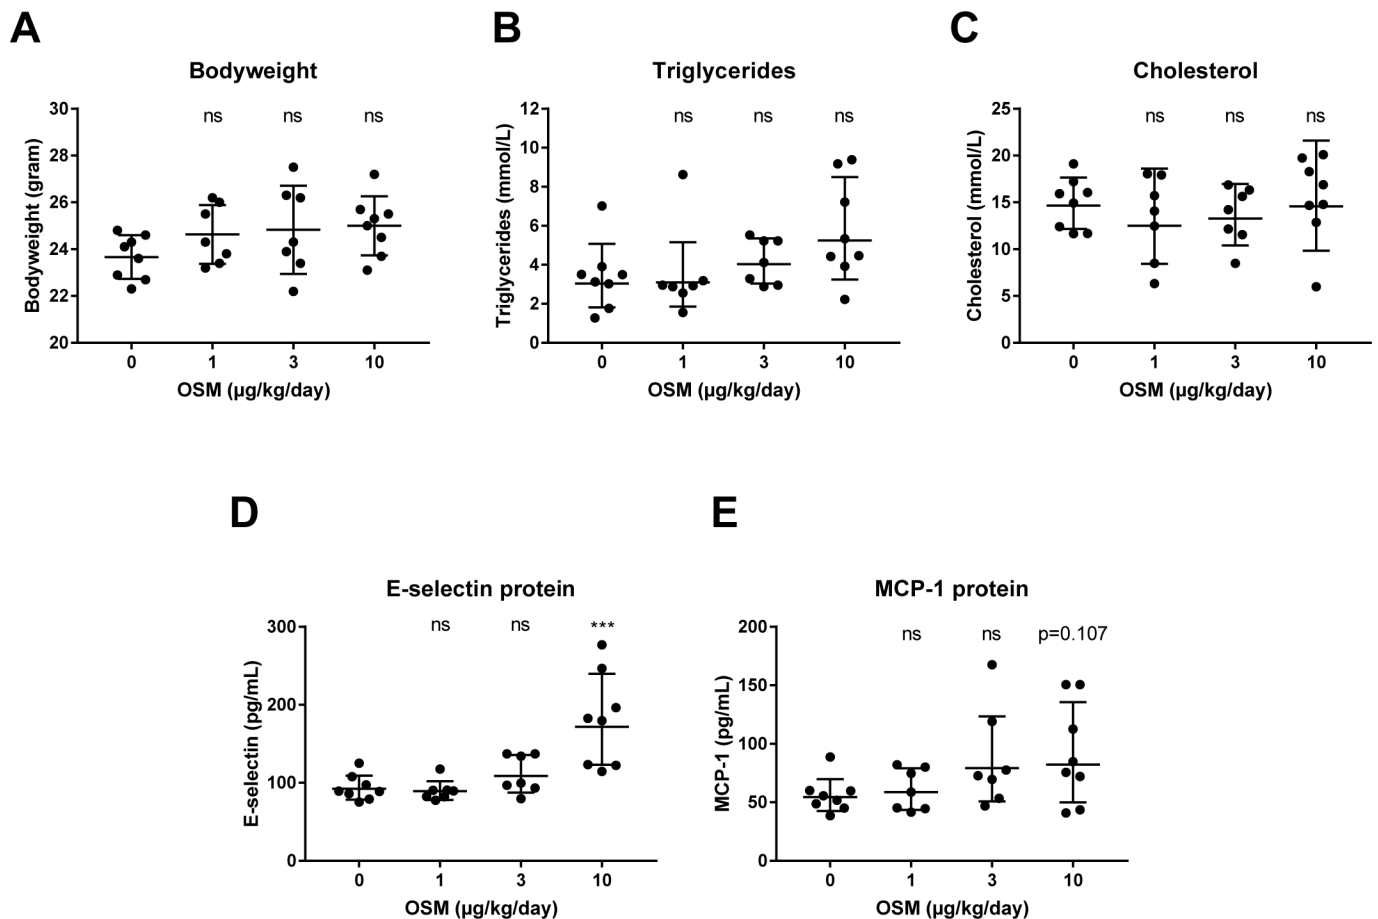 A
Bodyweight
Bodyweight (gram)
30
28
26
24
22
20
ns
ns
ns
0
1
3
10
OSM (µg/kg/day)
B
Triglycerides
Triglycerides (mmol/L)
12
10
8
6
4
2
0
ns
ns
ns
0
1
3
10
OSM (µg/kg/day)
C
Cholesterol
Cholesterol (mmol/L)
25
20
15
10
5
0
ns
ns
ns
0
1
3
10
OSM (µg/kg/day)
D
E-selectin protein
E-selectin (pg/mL)
300
200
100
0
ns
ns
***
0
1
3
10
OSM (µg/kg/day)
E
MCP-1 protein
MCP-1 (pg/mL)
200
150
100
50
0
ns
ns
p=0.107
0
1
3
10
OSM (µg/kg/day)